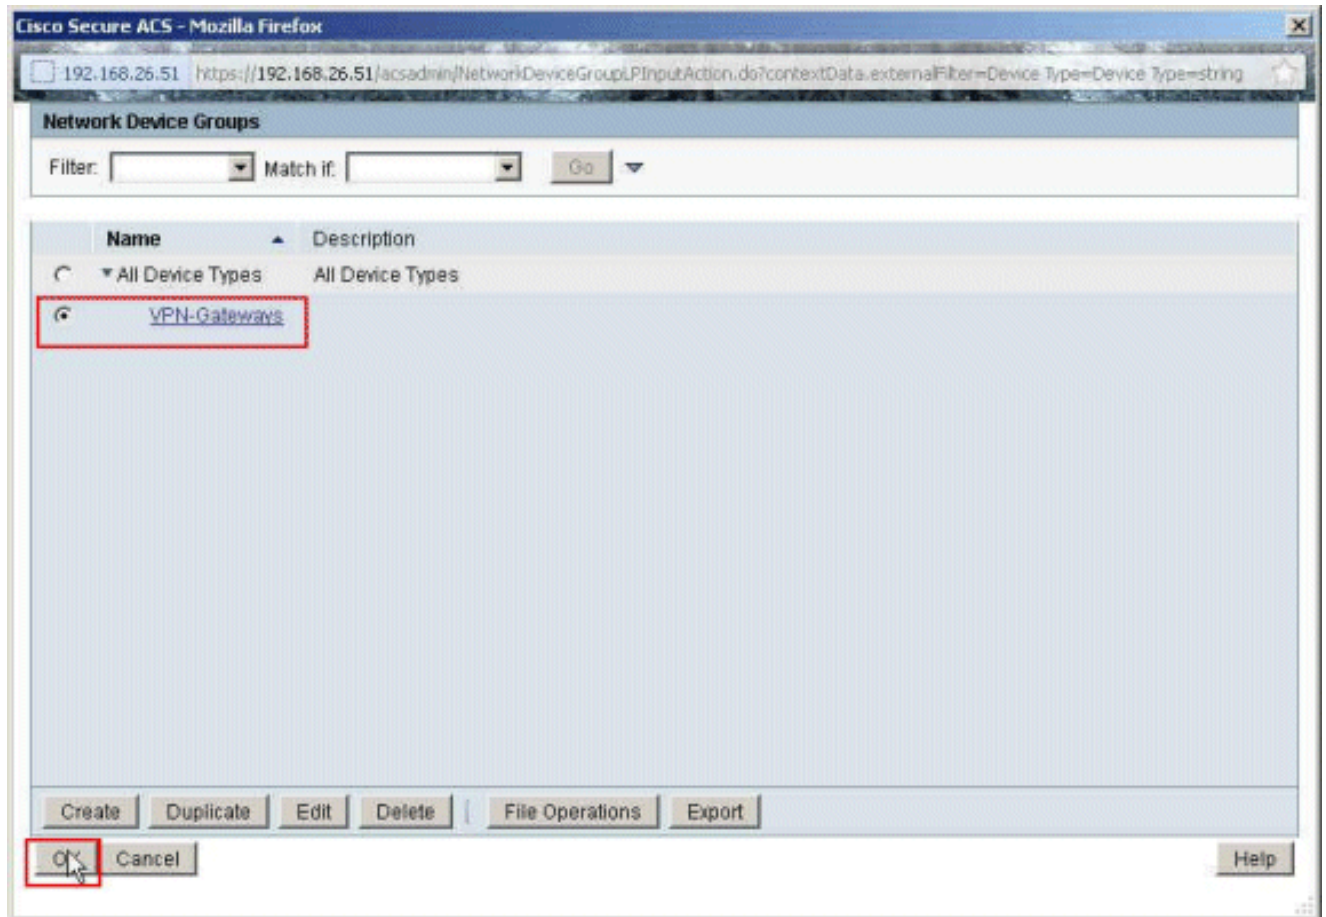 Cisco Secure ACS - Mozilla Firefox
192.168.26.51 https://192.168.26.51/acsadmin/NetworkDeviceGroupLPInputAction.do?contextData.externalFilter=Device Type=Device Type=string
Network Device Groups
Filter: Match if: Go
Name Description
All Device Types All Device Types
VPN-Gateways
Create Duplicate Edit Delete File Operations Export
OK Cancel Help